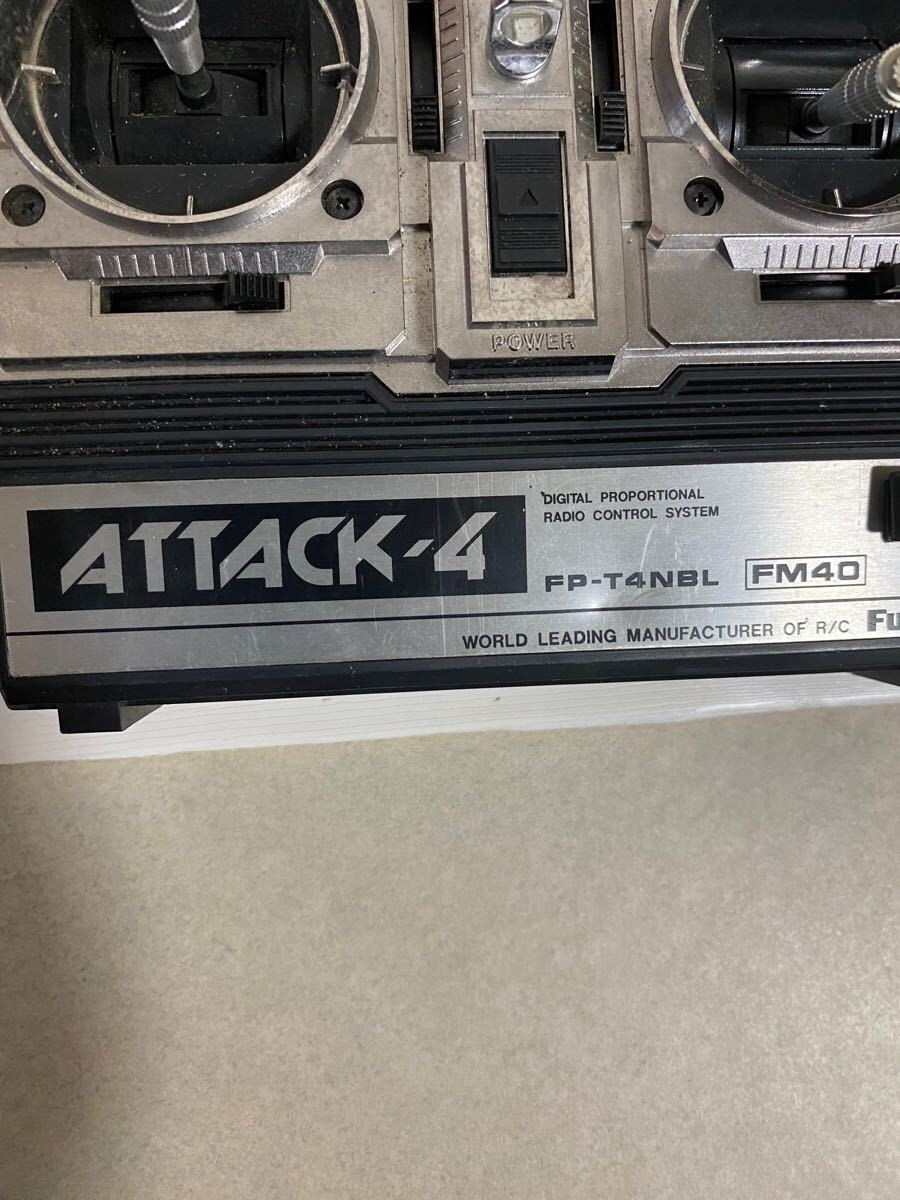 POWER
ATTACK-4
DIGITAL PROPORTIONAL
RADIO CONTROL SYSTEM
FP-T4NBL FM40
WORLD LEADING MANUFACTURER OF R/C